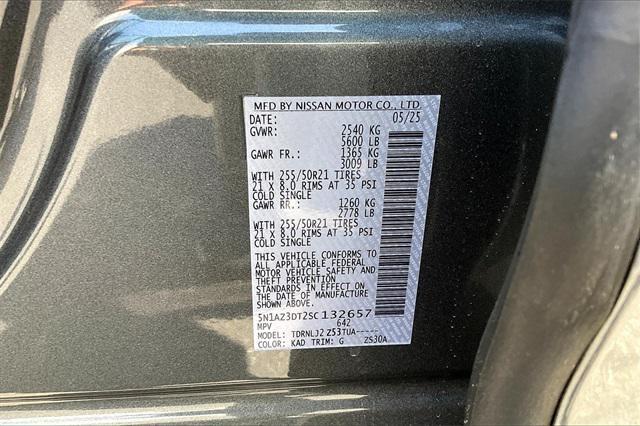 MFD BY NISSAN MOTOR CO., LTD.
DATE: 05/25
GVWR: 2540 KG
5600 LB
GAWR FR.: 1365 KG
3009 LB
WITH 255/50R21 TIRES
21 X 8.0 RIMS AT 35 PSI
COLD SINGLE
GAWR RR.: 1260 KG
2778 LB
WITH 255/50R21 TIRES
21 X 8.0 RIMS AT 35 PSI
COLD SINGLE
THIS VEHICLE CONFORMS TO
ALL APPLICABLE FEDERAL
MOTOR VEHICLE SAFETY AND
THEFT PREVENTION
STANDARDS IN EFFECT ON
THE DATE OF MANUFACTURE
SHOWN ABOVE.
5N1AZ3DT2SC132657
MPV 642
MODEL: TDRNLJ2 Z53TUA-----
COLOR: KAD TRIM: G ZS30A